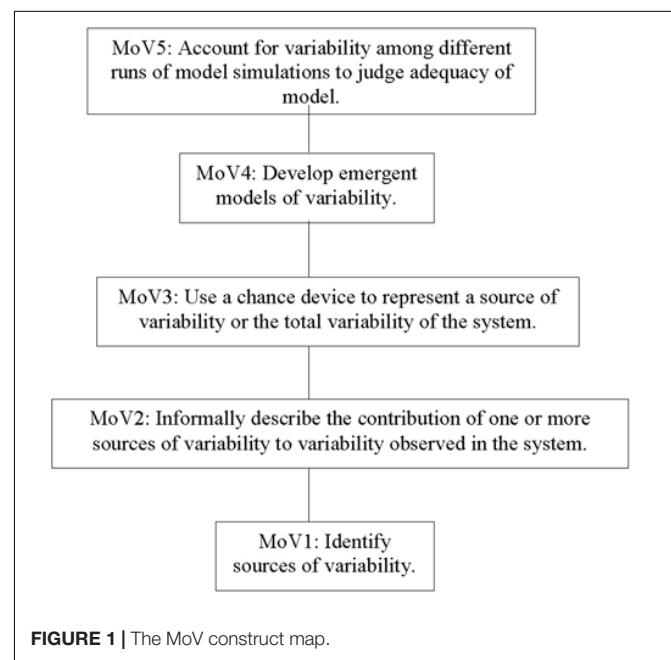 MoV5: Account for variability among different
runs of model simulations to judge adequacy of
model.
MoV4: Develop emergent
models of variability.
MoV3: Use a chance device to represent a source of
variability or the total variability of the system.
MoV2: Informally describe the contribution of one or more
sources of variability to variability observed in the system.
MoV1: Identify
sources of variability.
FIGURE 1 | The MoV construct map.